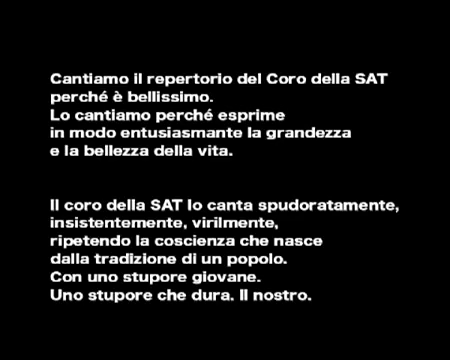 Cantiamo il repertorio del Coro della SAT
perché è bellissimo.
Lo cantiamo perché esprime
in modo entusiasmante la grandezza
e la bellezza della vita.
Il coro della SAT lo canta spudoratamente,
insistentemente, virilmente,
ripetendo la coscienza che nasce
dalla tradizione di un popolo.
Con uno stupore giovane.
Uno stupore che dura. Il nostro.